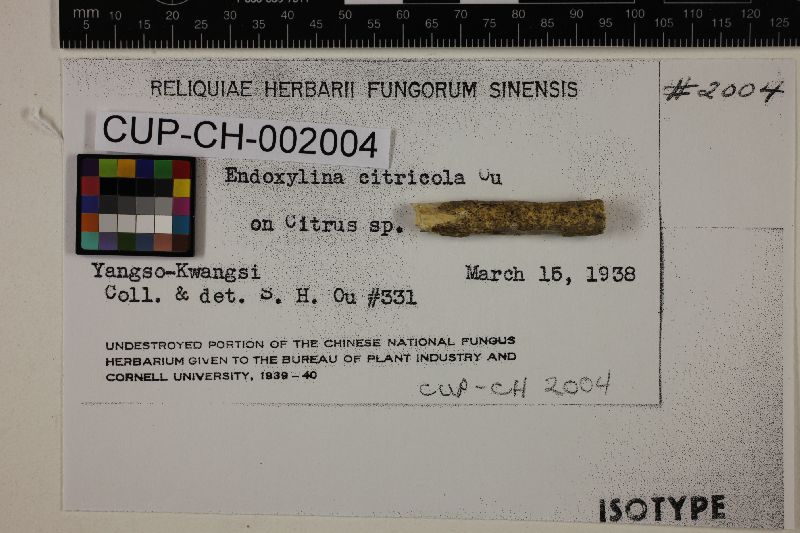 mm
5 10 20 30 40 50 60 70 80 90 100 110 120
15 25 35 45 55 65 75 85 95 105 115 125
RELIQUIAE HERBARII FUNGORUM SINENSIS
#2004
CUP-CH-002004
Endoxylina citricola Ou
on Citrus sp.
Yangso-Kwangsi March 15, 1938
Coll. & det. S. H. Ou #331
UNDESTROYED PORTION OF THE CHINESE NATIONAL FUNGUS
HERBARIUM GIVEN TO THE BUREAU OF PLANT INDUSTRY AND
CORNELL UNIVERSITY, 1939-40
CUP-CH 2004
ISOTYPE